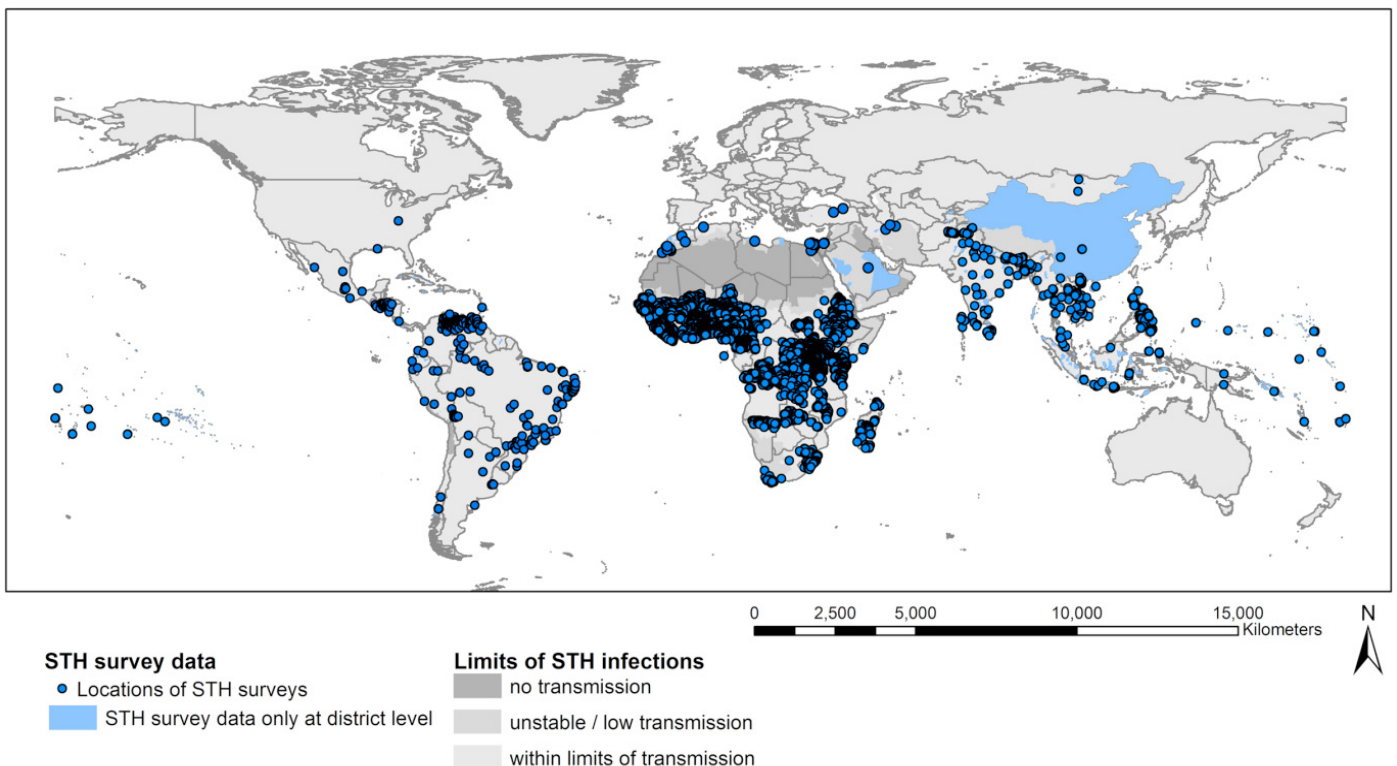 0 2,500 5,000 10,000 15,000
Kilometers
N
STH survey data
Locations of STH surveys
STH survey data only at district level
Limits of STH infections
no transmission
unstable / low transmission
within limits of transmission